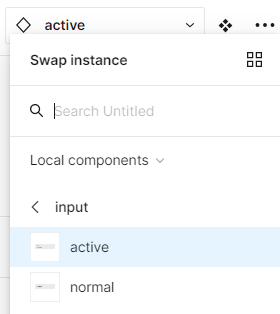 active
Swap instance
Search Untitled
Local components
input
active
normal